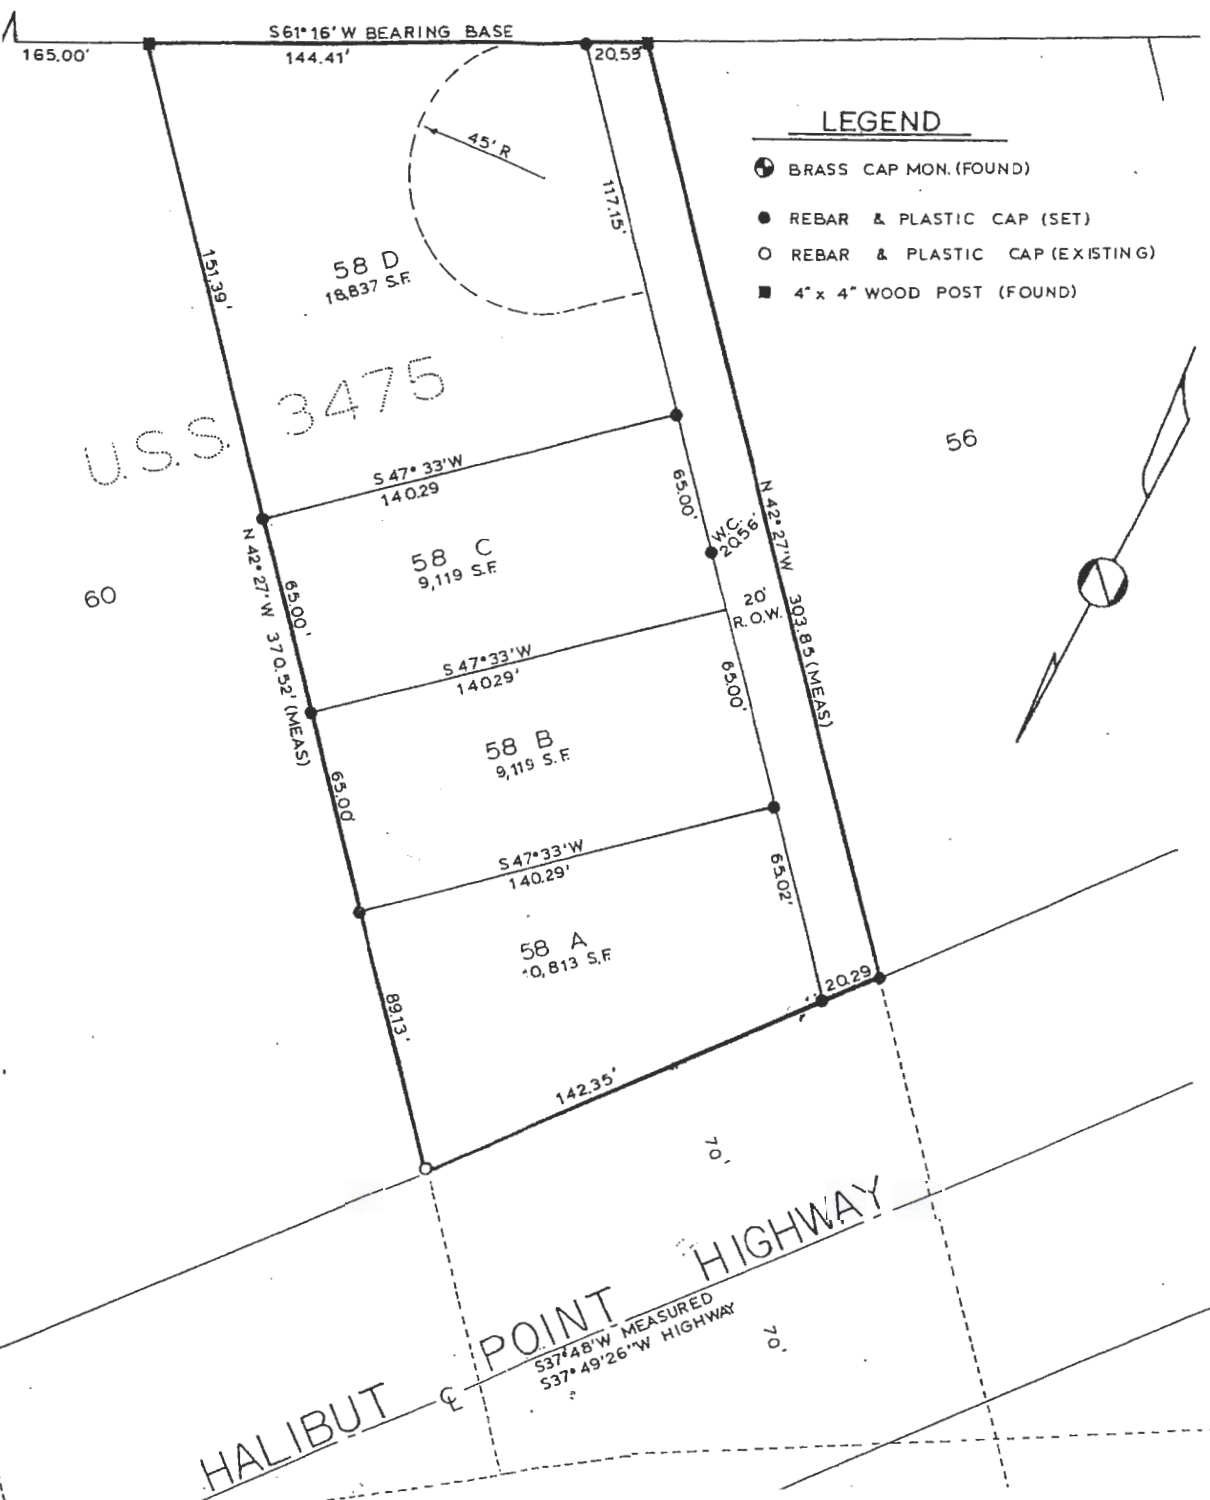 S61°16'W BEARING BASE
165.00'
144.41'
20.59'
LEGEND
BRASS CAP MON. (FOUND)
REBAR & PLASTIC CAP (SET)
REBAR & PLASTIC CAP (EXISTING)
4"x 4" WOOD POST (FOUND)
45' R
117.15'
151.39'
58 D
18,837 S.F.
U.S.S. 3475
56
S 47° 33'W
140.29
65.00'
W.C.
20.56'
N 42° 27'W 303.85 (MEAS)
58 C
9,119 S.F.
60
N 42° 27' W 370.52' (MEAS)
65.00'
20'
R.O.W.
S 47°33'W
140.29'
65.00'
58 B
9,119 S.F.
65.00'
S 47°33'W
140.29'
65.02'
58 A
10,813 S.F.
20.29
89.13'
142.35'
70'
HALIBUT POINT HIGHWAY
℄
S37°48'W MEASURED
S37°49'26"W HIGHWAY
70'